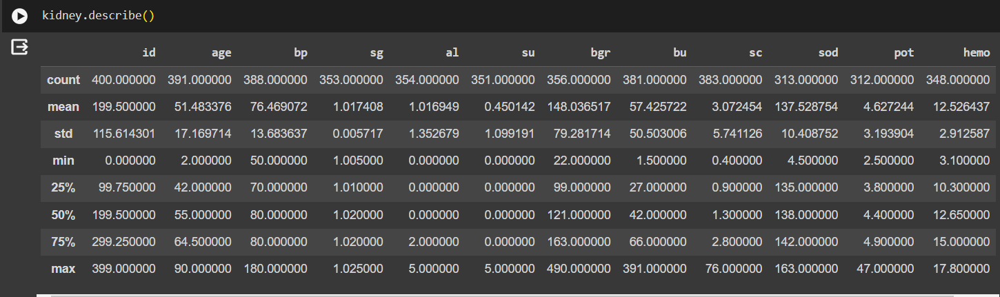 kidney.describe()
id age bp sg al su bgr bu sc sod pot hemo
count 400.000000 391.000000 388.000000 353.000000 354.000000 351.000000 356.000000 381.000000 383.000000 313.000000 312.000000 348.000000
mean 199.500000 51.483376 76.469072 1.017408 1.016949 0.450142 148.036517 57.425722 3.072454 137.528754 4.627244 12.526437
std 115.614301 17.169714 13.683637 0.005717 1.352679 1.099191 79.281714 50.503006 5.741126 10.408752 3.193904 2.912587
min 0.000000 2.000000 50.000000 1.005000 0.000000 0.000000 22.000000 1.500000 0.400000 4.500000 2.500000 3.100000
25% 99.750000 42.000000 70.000000 1.010000 0.000000 0.000000 99.000000 27.000000 0.900000 135.000000 3.800000 10.300000
50% 199.500000 55.000000 80.000000 1.020000 0.000000 0.000000 121.000000 42.000000 1.300000 138.000000 4.400000 12.650000
75% 299.250000 64.500000 80.000000 1.020000 2.000000 0.000000 163.000000 66.000000 2.800000 142.000000 4.900000 15.000000
max 399.000000 90.000000 180.000000 1.025000 5.000000 5.000000 490.000000 391.000000 76.000000 163.000000 47.000000 17.800000